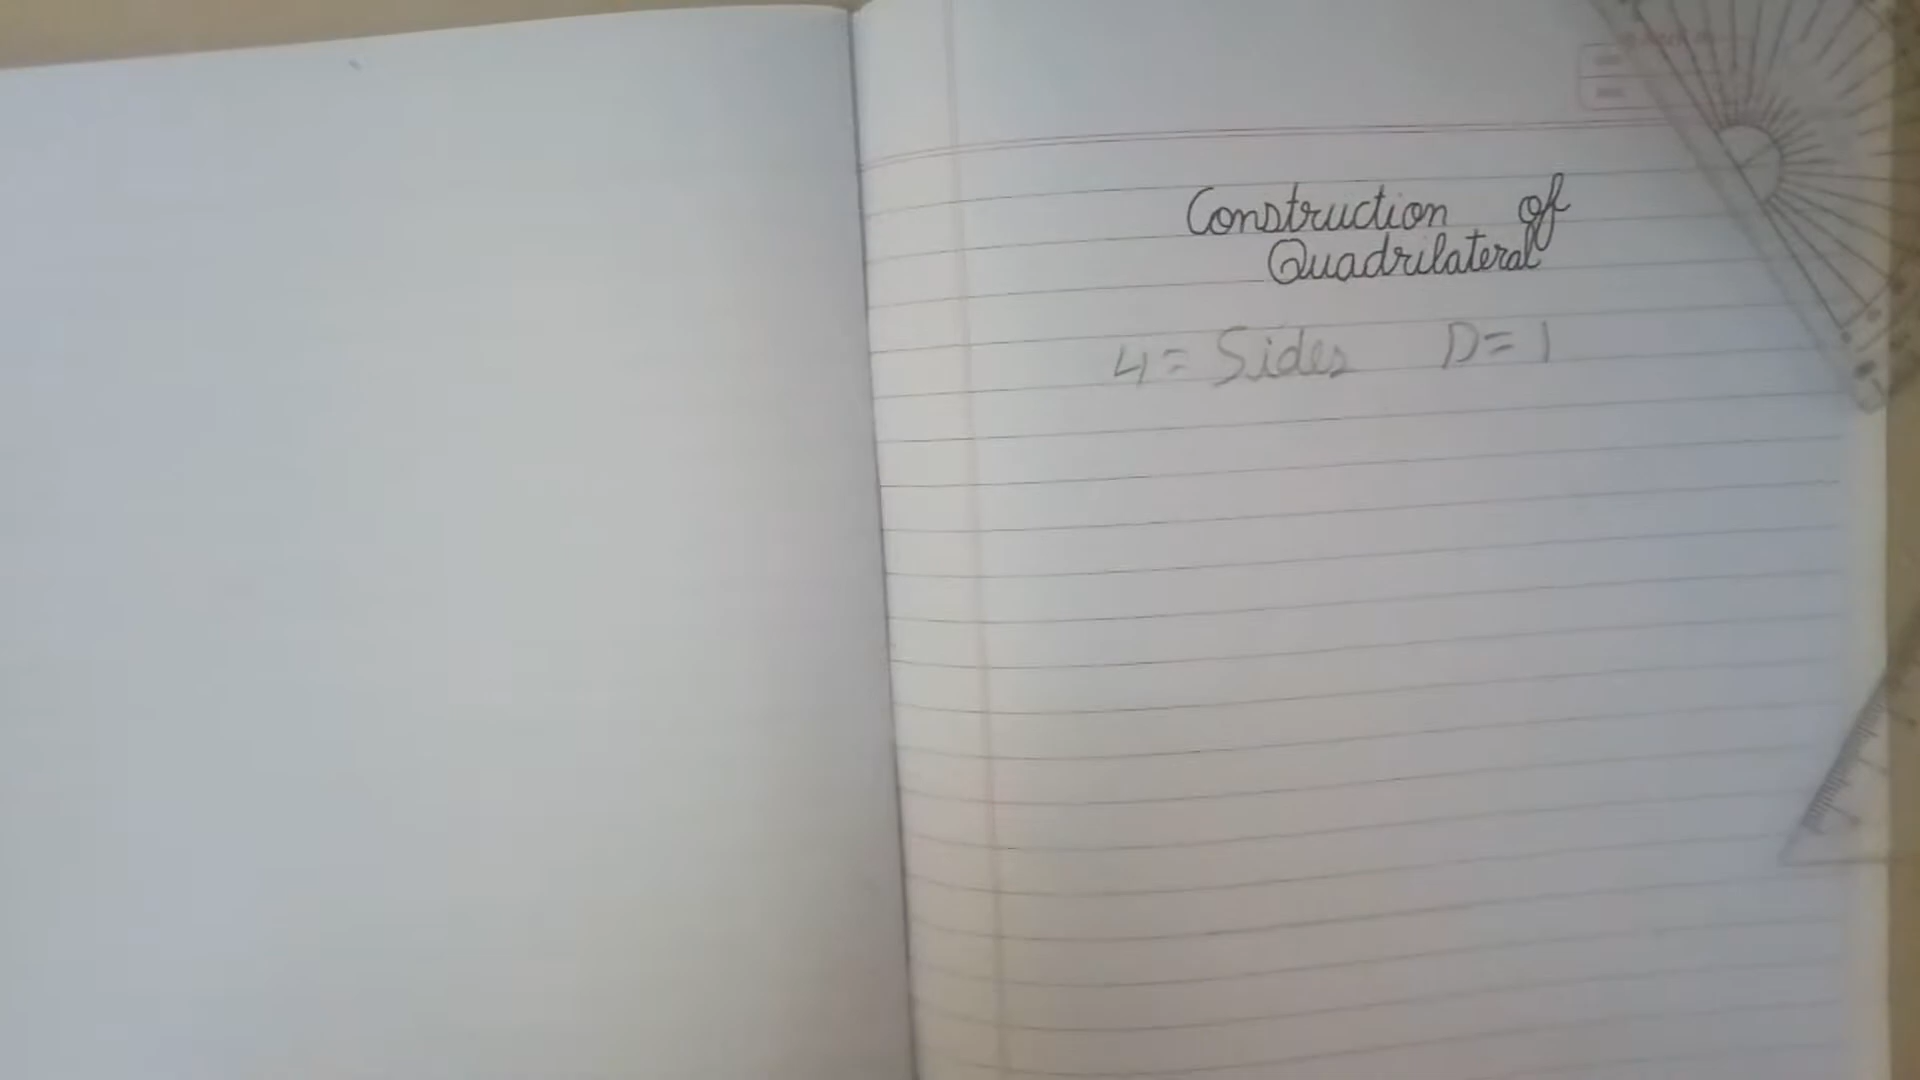 Construction of
Quadrilateral
4 = Sides D = 1